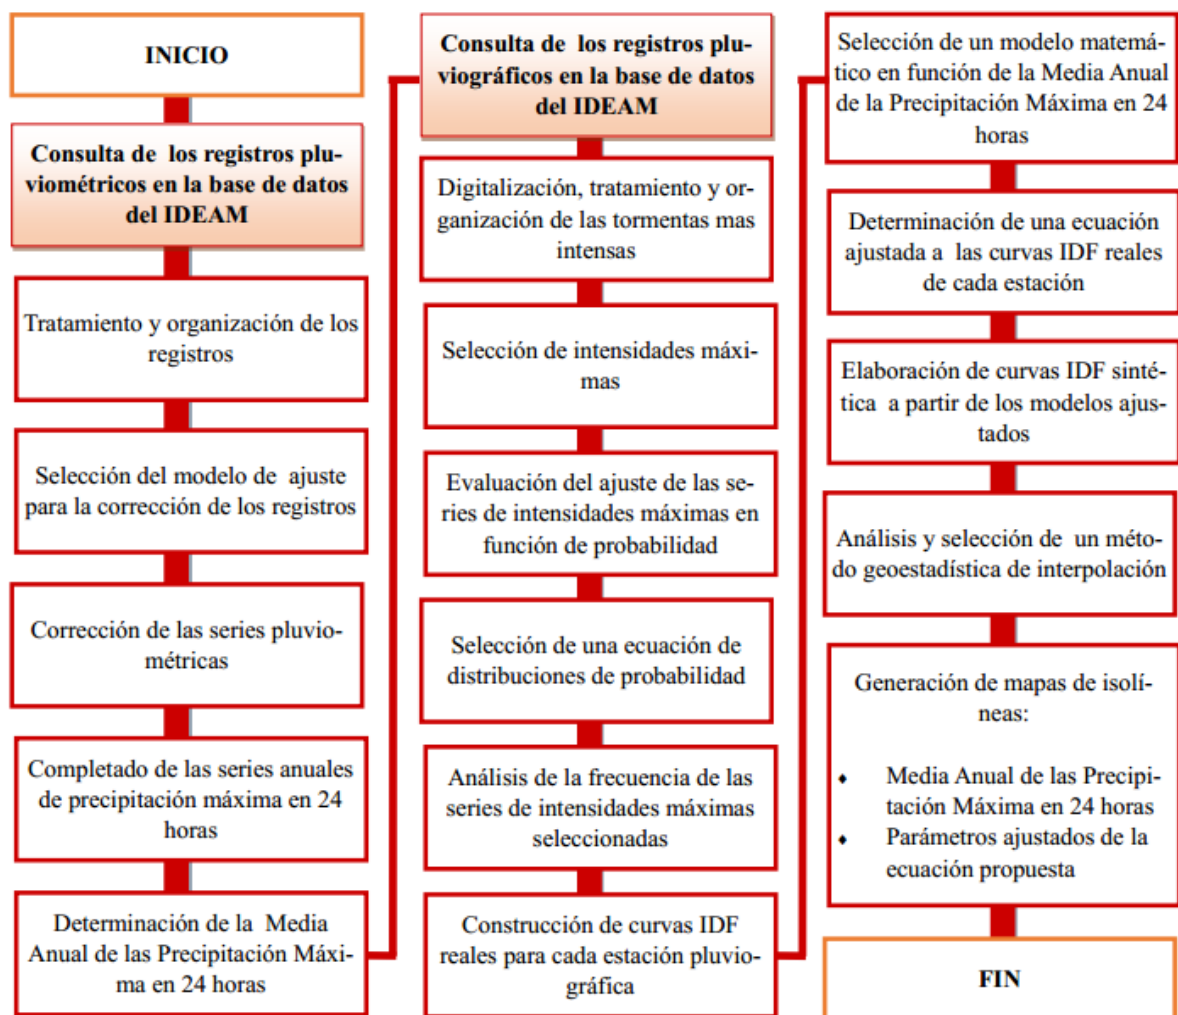 INICIO
Consulta de los registros plu-
viométricos en la base de datos
del IDEAM
Tratamiento y organización de los
registros
Selección del modelo de ajuste
para la corrección de los registros
Corrección de las series pluvio-
métricas
Completado de las series anuales
de precipitación máxima en 24
horas
Determinación de la Media
Anual de las Precipitación Máxi-
ma en 24 horas
Consulta de los registros plu-
viográficos en la base de datos
del IDEAM
Digitalización, tratamiento y or-
ganización de las tormentas mas
intensas
Selección de intensidades máxi-
mas
Evaluación del ajuste de las se-
ries de intensidades máximas en
función de probabilidad
Selección de una ecuación de
distribuciones de probabilidad
Análisis de la frecuencia de las
series de intensidades máximas
seleccionadas
Construcción de curvas IDF
reales para cada estación pluvio-
gráfica
Selección de un modelo matemá-
tico en función de la Media Anual
de la Precipitación Máxima en 24
horas
Determinación de una ecuación
ajustada a las curvas IDF reales
de cada estación
Elaboración de curvas IDF sinté-
tica a partir de los modelos ajus-
tados
Análisis y selección de un méto-
do geoestadística de interpolación
Generación de mapas de isolí-
neas:
♦ Media Anual de las Precipi-
tación Máxima en 24 horas
♦ Parámetros ajustados de la
ecuación propuesta
FIN